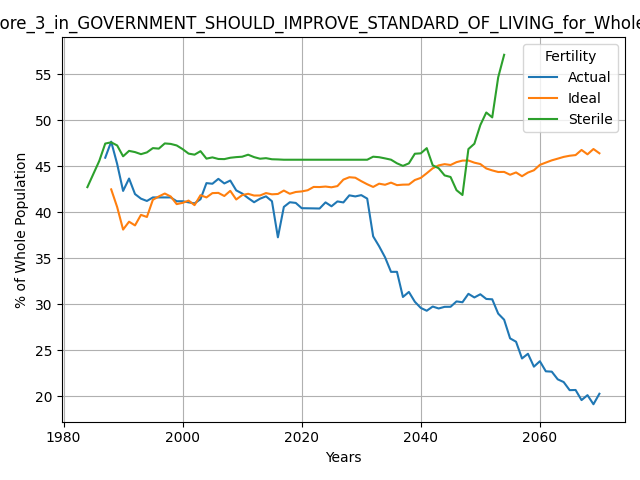 ore_3_in_GOVERNMENT_SHOULD_IMPROVE_STANDARD_OF_LIVING_for_Whole
% of Whole Population
55
50
45
40
35
30
25
20
1980
2000
2020
2040
2060
Years
Fertility
Actual
Ideal
Sterile